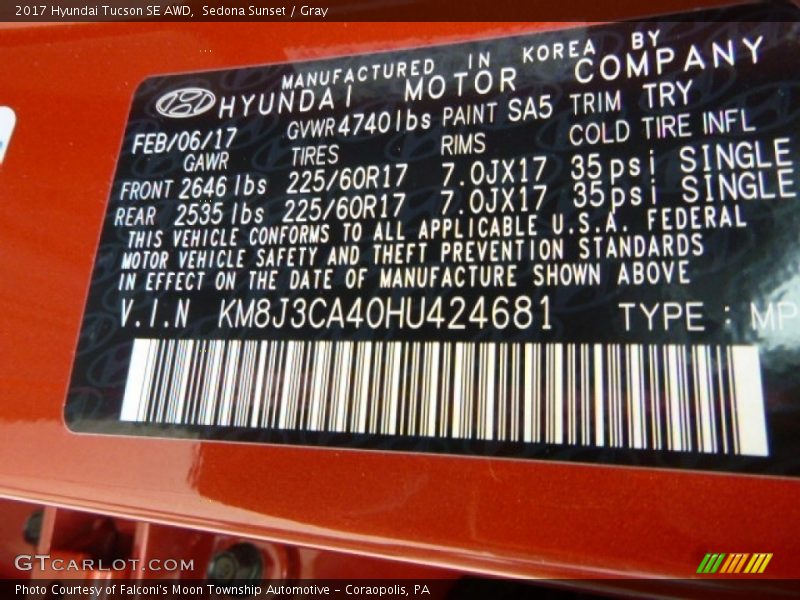 2017 Hyundai Tucson SE AWD, Sedona Sunset / Gray
MANUFACTURED IN KOREA BY
HYUNDAI MOTOR COMPANY
FEB/06/17 GVWR 4740 lbs PAINT SA5 TRIM TRY
GAWR TIRES RIMS COLD TIRE INFL
FRONT 2646 lbs 225/60R17 7.0JX17 35 psi SINGLE
REAR 2535 lbs 225/60R17 7.0JX17 35 psi SINGLE
THIS VEHICLE CONFORMS TO ALL APPLICABLE U.S.A. FEDERAL
MOTOR VEHICLE SAFETY AND THEFT PREVENTION STANDARDS
IN EFFECT ON THE DATE OF MANUFACTURE SHOWN ABOVE
V.I.N KM8J3CA40HU424681 TYPE : MP
GTCARLOT.COM
Photo Courtesy of Falconi's Moon Township Automotive - Coraopolis, PA